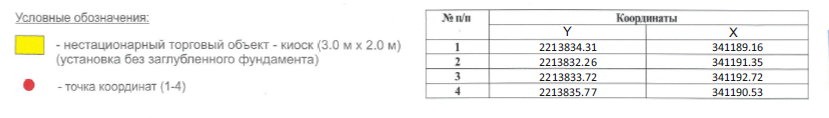 Условные обозначения:
- нестационарный торговый объект - киоск (3.0 м х 2.0 м)
(установка без заглубленного фундамента)
- точка координат (1-4)
№ п/п Координаты
Y X
1 2213834.31 341189.16
2 2213832.26 341191.35
3 2213833.72 341192.72
4 2213835.77 341190.53